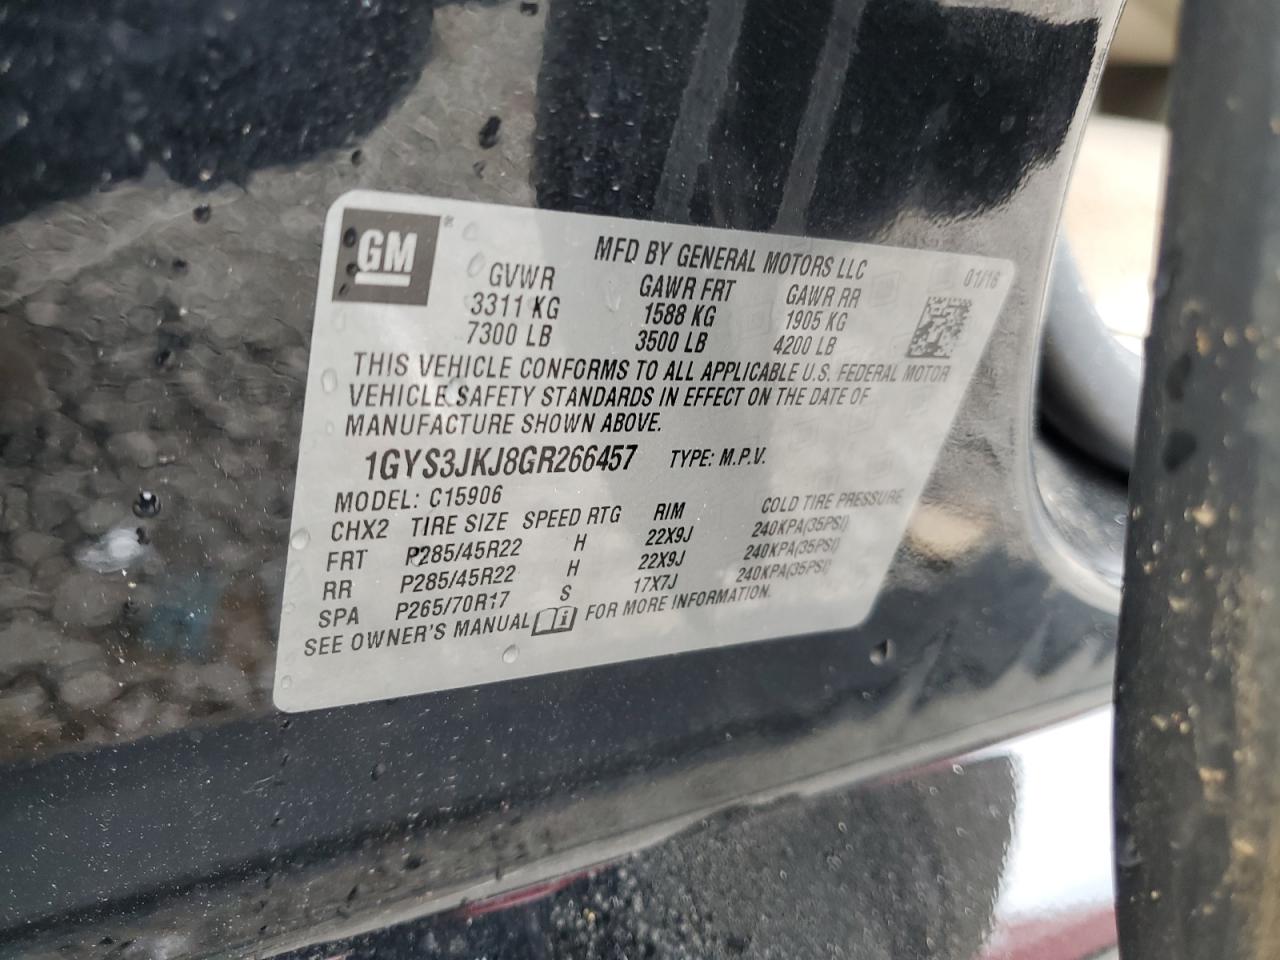 GM
MFD BY GENERAL MOTORS LLC
01/16
GVWR GAWR FRT GAWR RR
3311 KG 1588 KG 1905 KG
7300 LB 3500 LB 4200 LB
THIS VEHICLE CONFORMS TO ALL APPLICABLE U.S. FEDERAL MOTOR
VEHICLE SAFETY STANDARDS IN EFFECT ON THE DATE OF
MANUFACTURE SHOWN ABOVE.
1GYS3JKJ8GR266457 TYPE: M.P.V.
MODEL: C15906
CHX2 TIRE SIZE SPEED RTG RIM COLD TIRE PRESSURE
FRT P285/45R22 H 22X9J 240KPA(35PSI)
RR P285/45R22 H 22X9J 240KPA(35PSI)
SPA P265/70R17 S 17X7J 240KPA(35PSI)
SEE OWNER'S MANUAL FOR MORE INFORMATION.